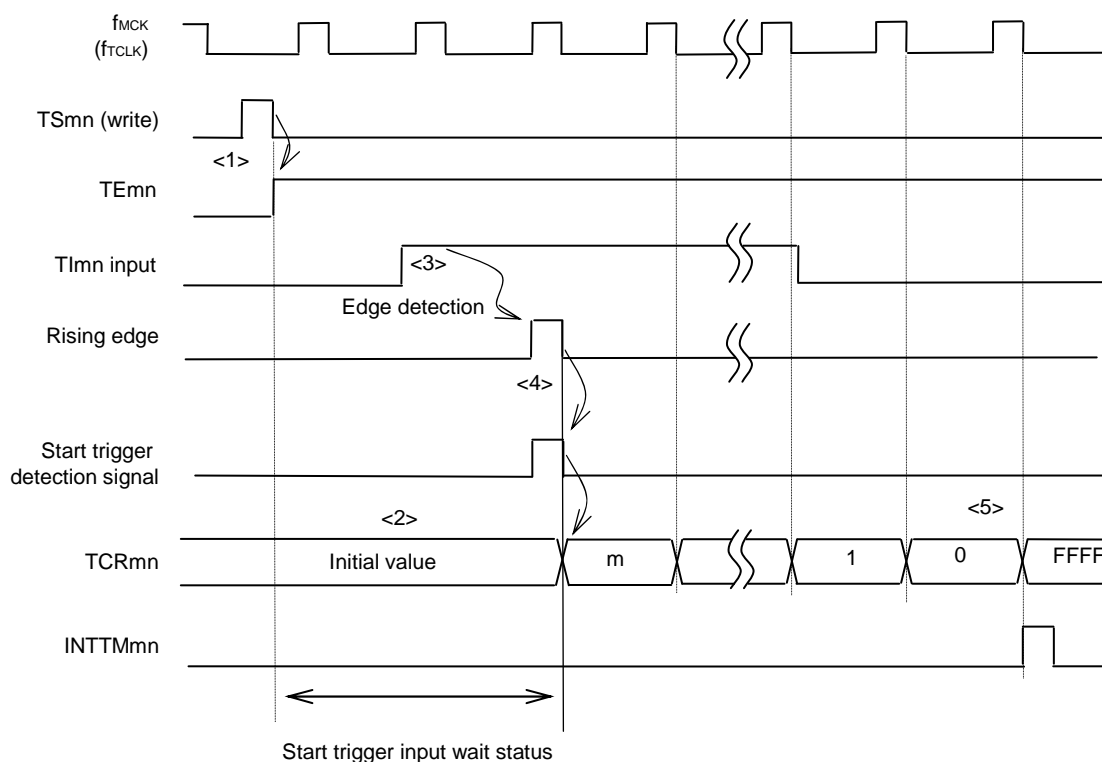 fMCK
(fTCLK)
TSmn (write)
<1>
TEmn
TImn input
<3>
Edge detection
Rising edge
<4>
Start trigger
detection signal
<2>
<5>
TCRmn
Initial value
m
1
0
FFFF
INTTMmn
Start trigger input wait status